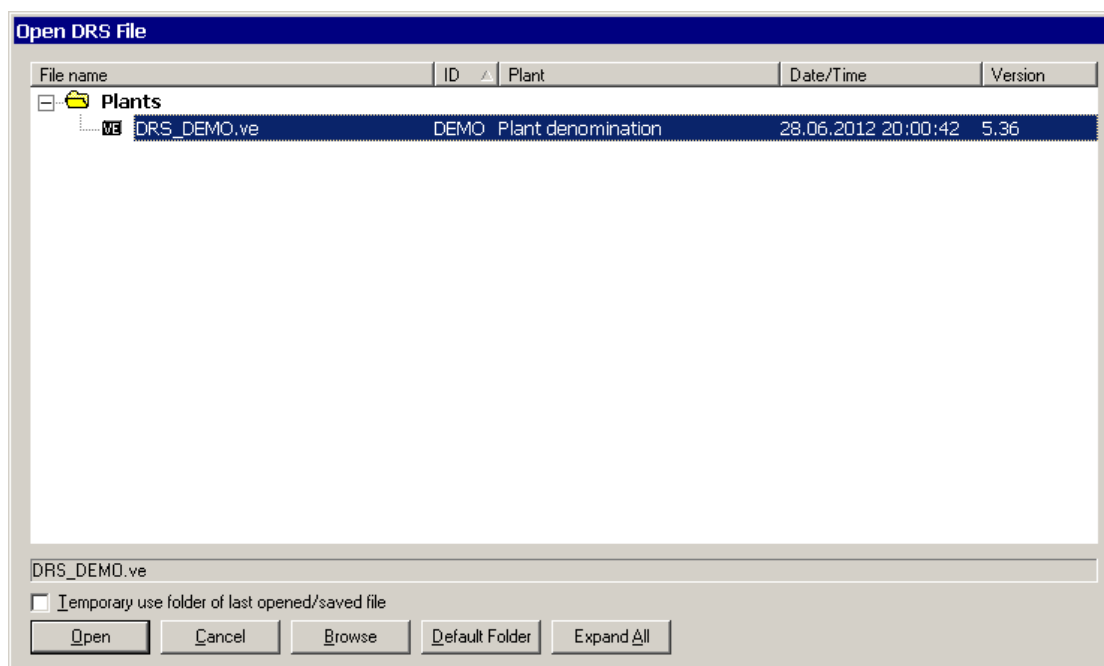 Open DRS File
File name ID Plant Date/Time Version
Plants
VE DRS_DEMO.ve DEMO Plant denomination 28.06.2012 20:00:42 5.36
DRS_DEMO.ve
Temporary use folder of last opened/saved file
Open Cancel Browse Default Folder Expand All